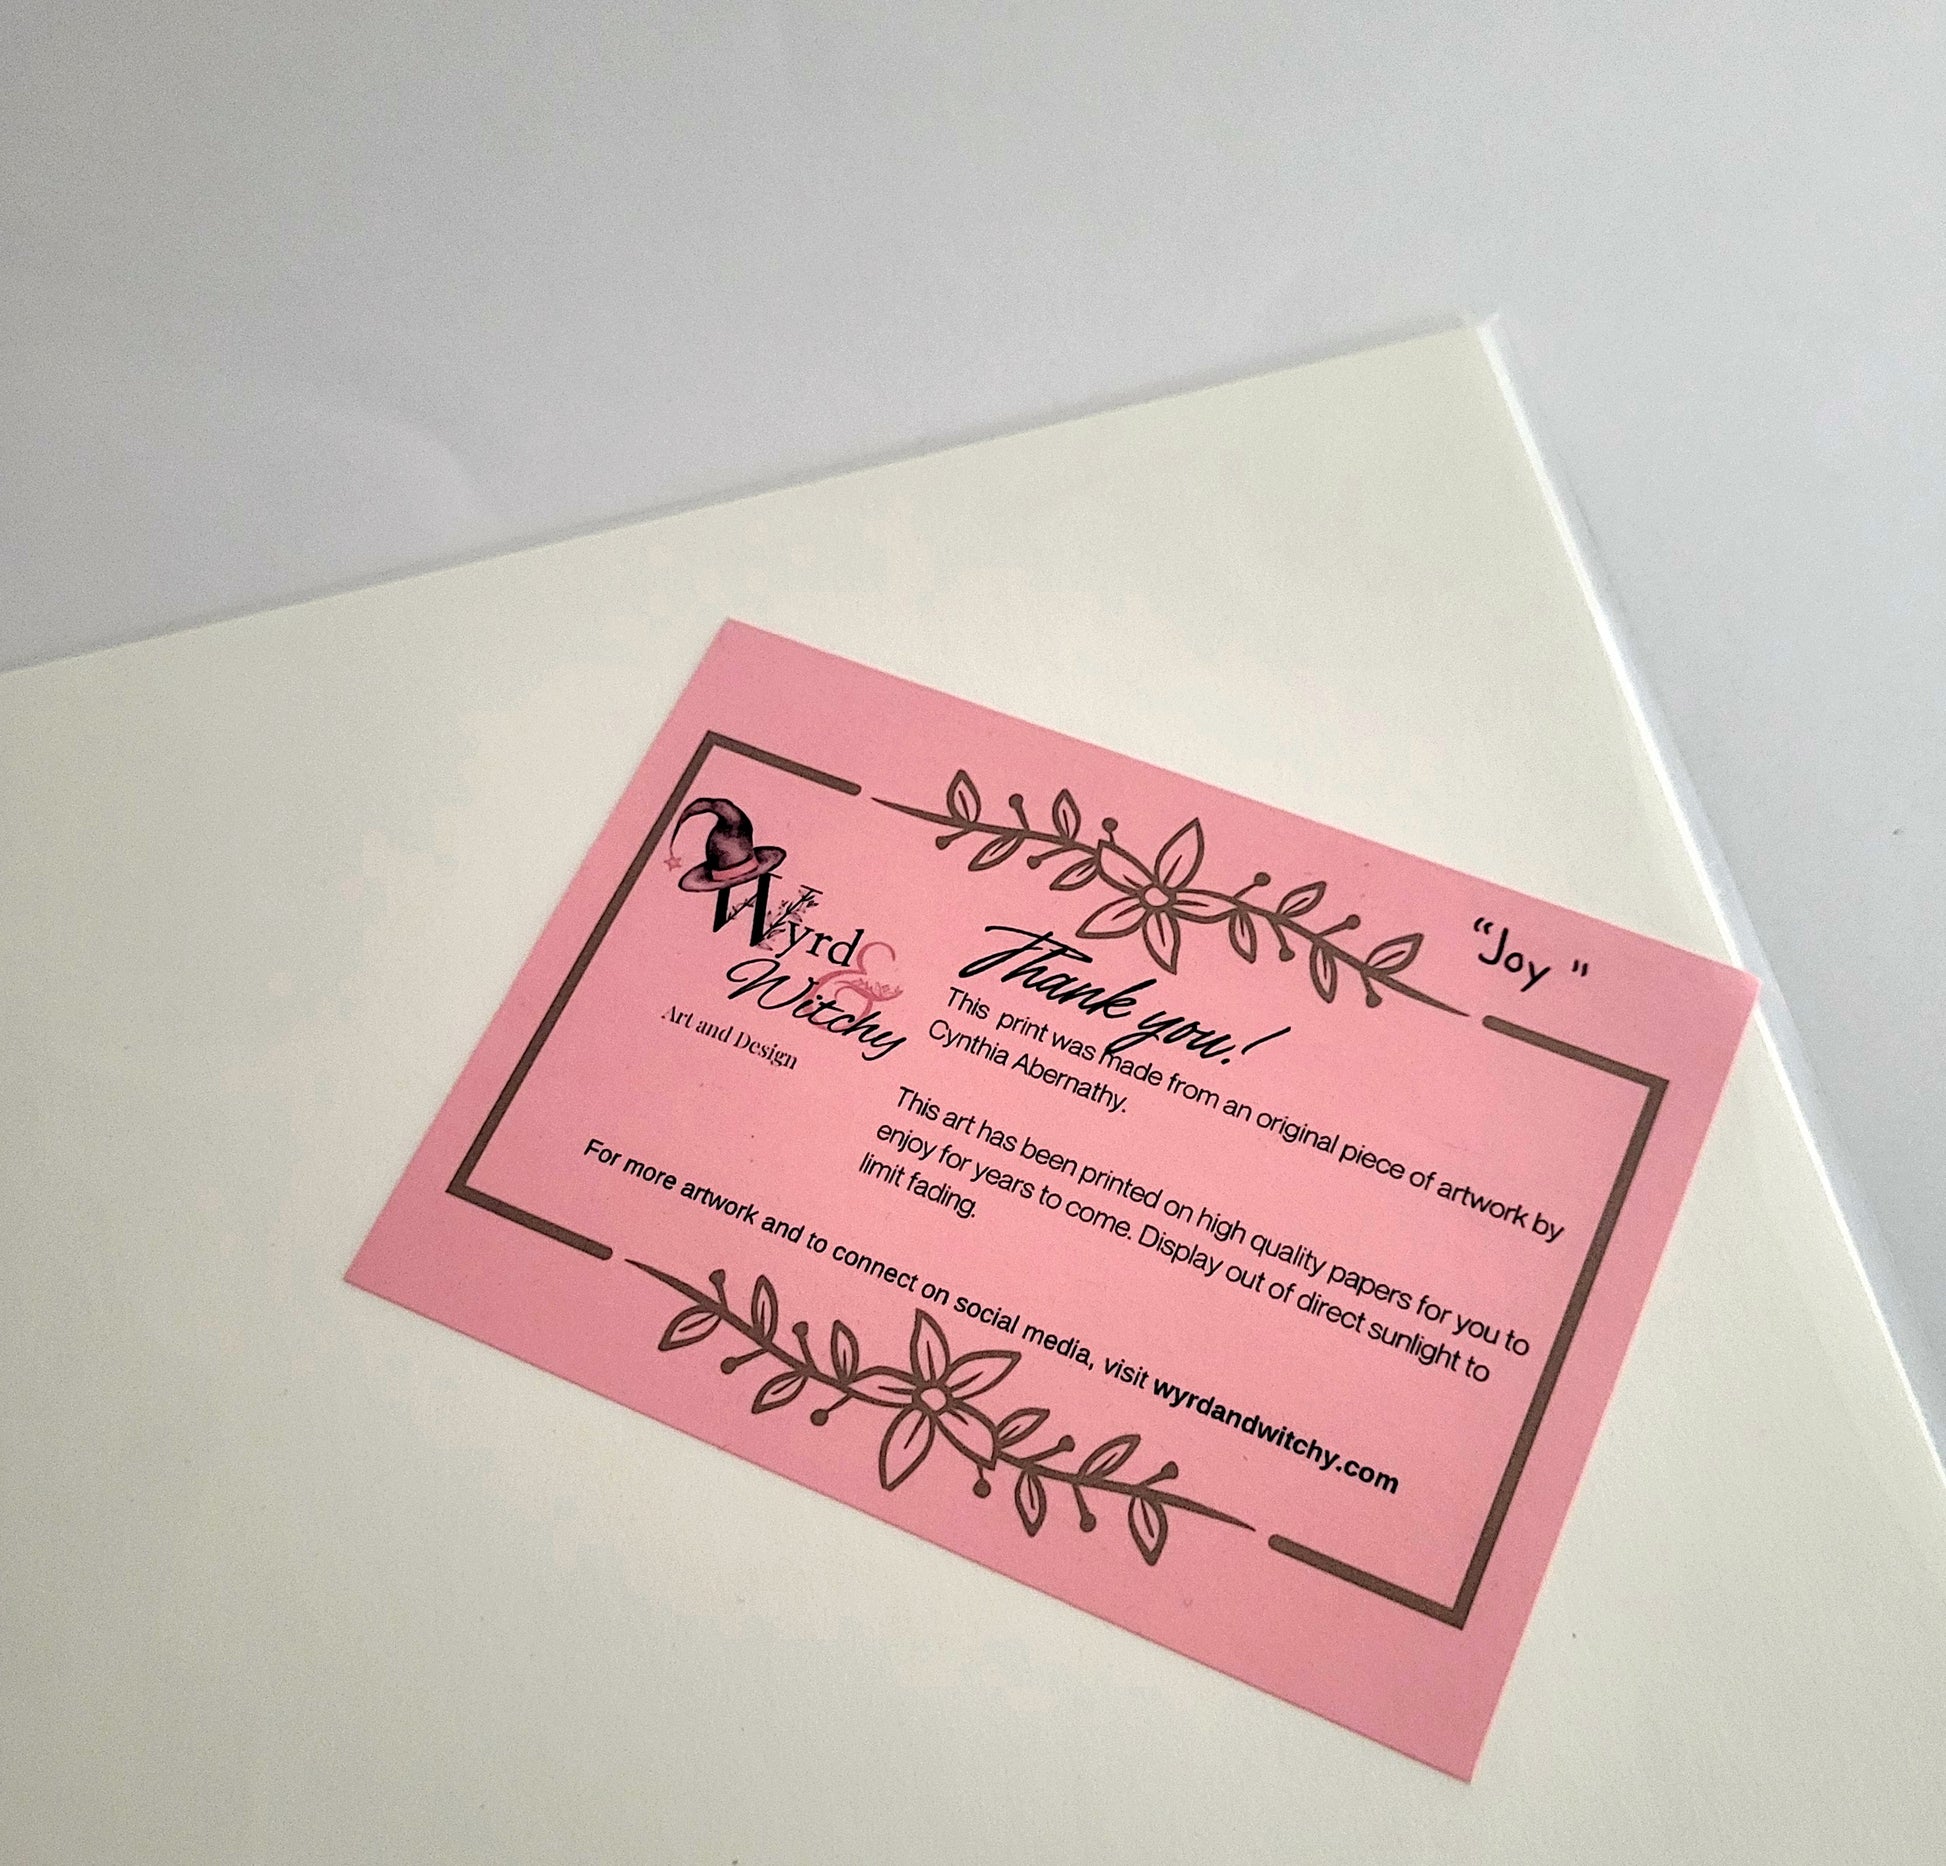 "Joy"
Wyrd &
Witchy
Art and Design
Thank you!
This print was made from an original piece of artwork by
Cynthia Abernathy.
This art has been printed on high quality papers for you to
enjoy for years to come. Display out of direct sunlight to
limit fading.
For more artwork and to connect on social media, visit wyrdandwitchy.com